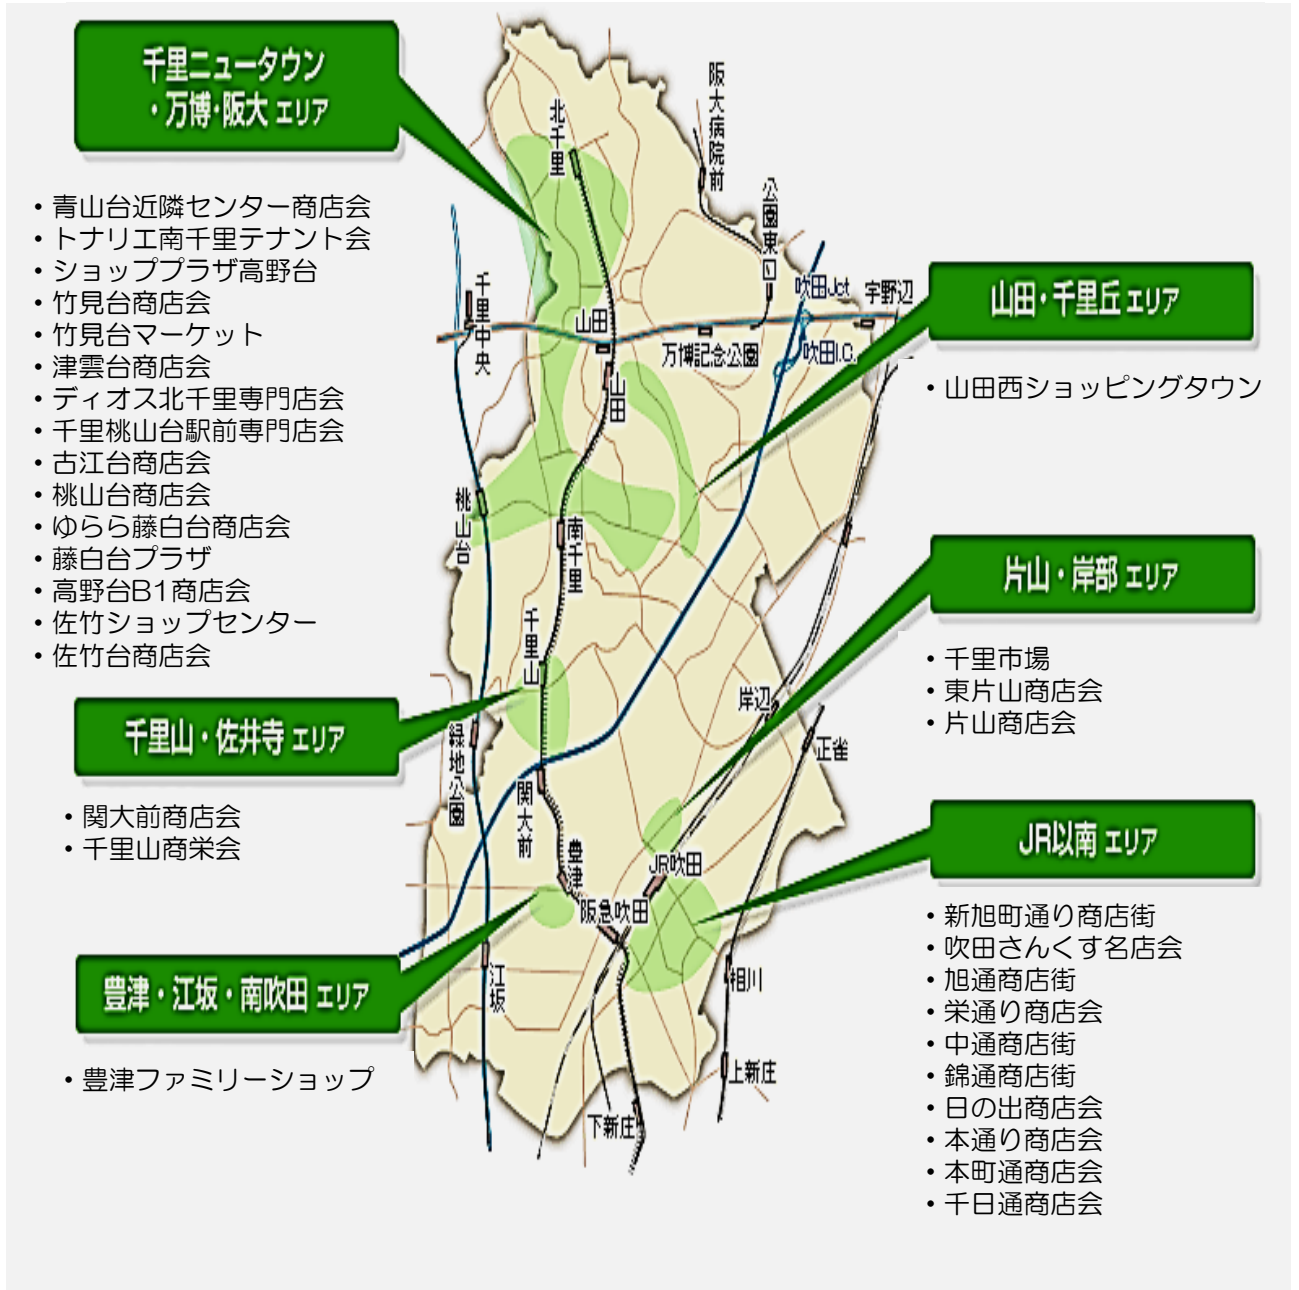 千里ニュータウン
・万博・阪大 エリア
・青山台近隣センター商店会
・トナリエ南千里テナント会
・ショッププラザ高野台
・竹見台商店会
・竹見台マーケット
・津雲台商店会
・ディオス北千里専門店会
・千里桃山台駅前専門店会
・古江台商店会
・桃山台商店会
・ゆらら藤白台商店会
・藤白台プラザ
・高野台B1商店会
・佐竹ショップセンター
・佐竹台商店会
千里山・佐井寺 エリア
・関大前商店会
・千里山商栄会
豊津・江坂・南吹田 エリア
・豊津ファミリーショップ
北千里
阪大病院前
公園東口
千里中央
山田
山田
万博記念公園
吹田Jct
宇野辺
吹田I.C.
桃山台
南千里
千里山
緑地公園
関大前
岸辺
正雀
豊津
JR吹田
阪急吹田
江坂
相川
上新庄
下新庄
山田・千里丘 エリア
・山田西ショッピングタウン
片山・岸部 エリア
・千里市場
・東片山商店会
・片山商店会
JR以南 エリア
・新旭町通り商店街
・吹田さんくす名店会
・旭通商店街
・栄通り商店会
・中通商店街
・錦通商店街
・日の出商店会
・本通り商店会
・本町通商店会
・千日通商店会